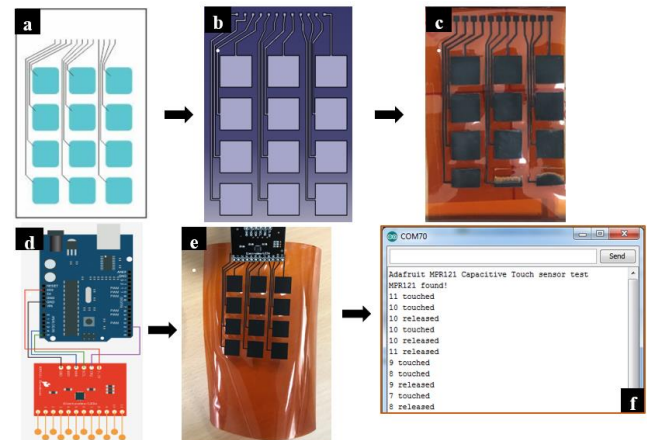 a
b
c
d
e
COM70
Send
Adafruit MPR121 Capacitive Touch sensor test
MPR121 found!
11 touched
10 touched
10 released
10 touched
10 released
11 released
9 touched
8 touched
9 released
7 touched
8 released
f